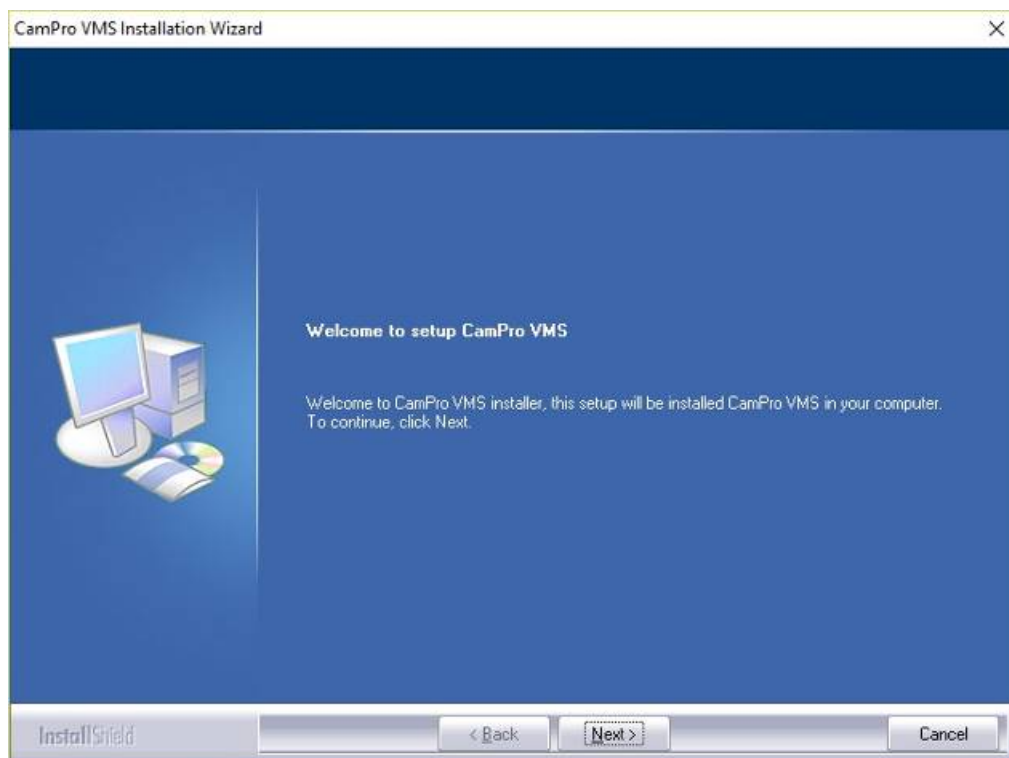 CamPro VMS Installation Wizard
Welcome to setup CamPro VMS
Welcome to CamPro VMS installer, this setup will be installed CamPro VMS in your computer.
To continue, click Next.
InstallShield
< Back
Next >
Cancel